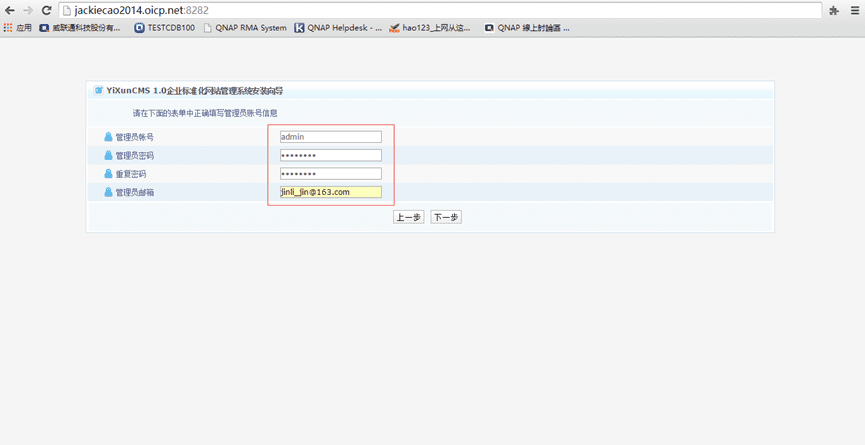 jackiecao2014.oicp.net:8282
应用 威联通科技股份有... TESTCDB100 QNAP RMA System QNAP Helpdesk - ... hao123_上网从这... QNAP 線上討論區 ...
YiXunCMS 1.0企业标准化网站管理系统安装向导
请在下面的表单中正确填写管理员账号信息
管理员帐号 admin
管理员密码 ••••••••
重复密码 ••••••••
管理员邮箱 jinli_jin@163.com
上一步 下一步